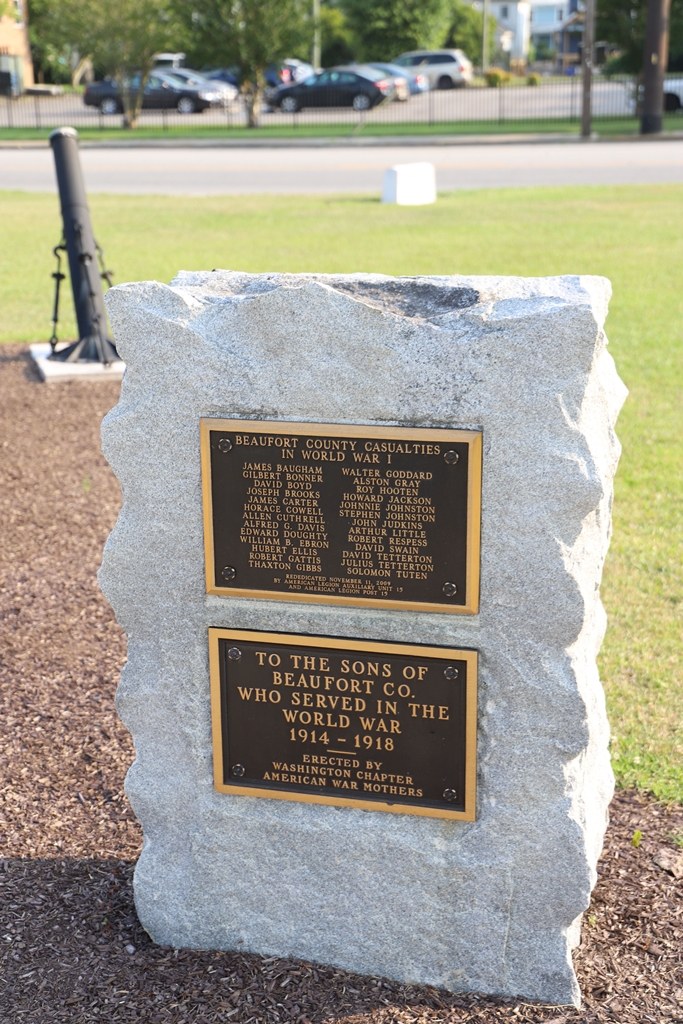 BEAUFORT COUNTY CASUALTIES
IN WORLD WAR I
JAMES BAUGHAM
GILBERT BONNER
DAVID BOYD
JOSEPH BROOKS
JAMES CARTER
HORACE COWELL
ALLEN CUTHRELL
ALFRED G. DAVIS
EDWARD DOUGHTY
WILLIAM B. EBRON
HUBERT ELLIS
ROBERT GATTIS
THAXTON GIBBS
WALTER GODDARD
ALSTON GRAY
ROY HOOTEN
HOWARD JACKSON
JOHNNIE JOHNSTON
STEPHEN JOHNSTON
JOHN JUDKINS
ARTHUR LITTLE
ROBERT RESPESS
DAVID SWAIN
DAVID TETTERTON
JULIUS TETTERTON
SOLOMON TUTEN
REDEDICATED NOVEMBER 11, 2009
BY AMERICAN LEGION AUXILIARY UNIT 15
AND AMERICAN LEGION POST 15
TO THE SONS OF
BEAUFORT CO.
WHO SERVED IN THE
WORLD WAR
1914 - 1918
ERECTED BY
WASHINGTON CHAPTER
AMERICAN WAR MOTHERS